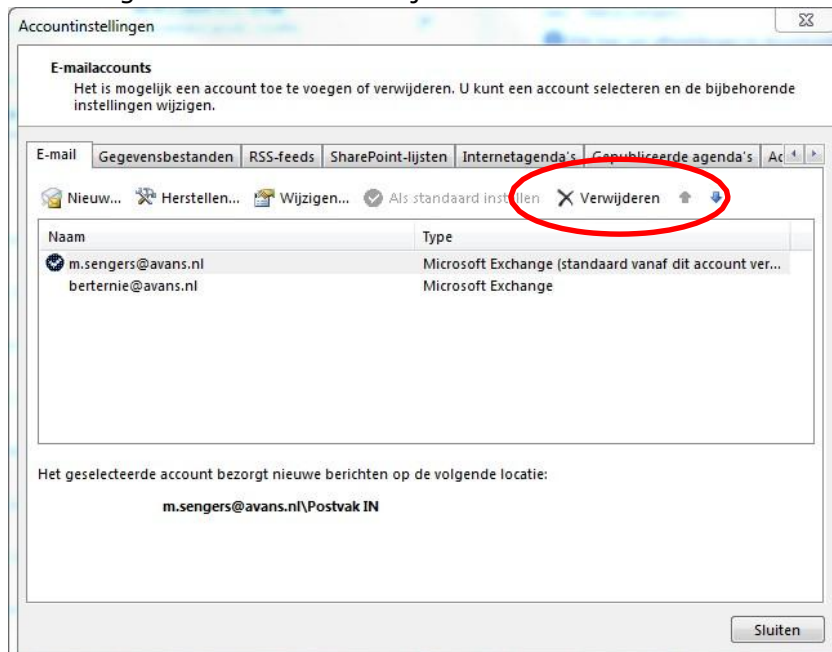 Accountinstellingen
E-mailaccounts
Het is mogelijk een account toe te voegen of verwijderen. U kunt een account selecteren en de bijbehorende
instellingen wijzigen.
E-mail Gegevensbestanden RSS-feeds SharePoint-lijsten Internetagenda's Gepubliceerde agenda's Ac
Nieuw... Herstellen... Wijzigen... Als standaard instellen Verwijderen
Naam Type
m.sengers@avans.nl Microsoft Exchange (standaard vanaf dit account ver...
berternie@avans.nl Microsoft Exchange
Het geselecteerde account bezorgt nieuwe berichten op de volgende locatie:
m.sengers@avans.nl\Postvak IN
Sluiten